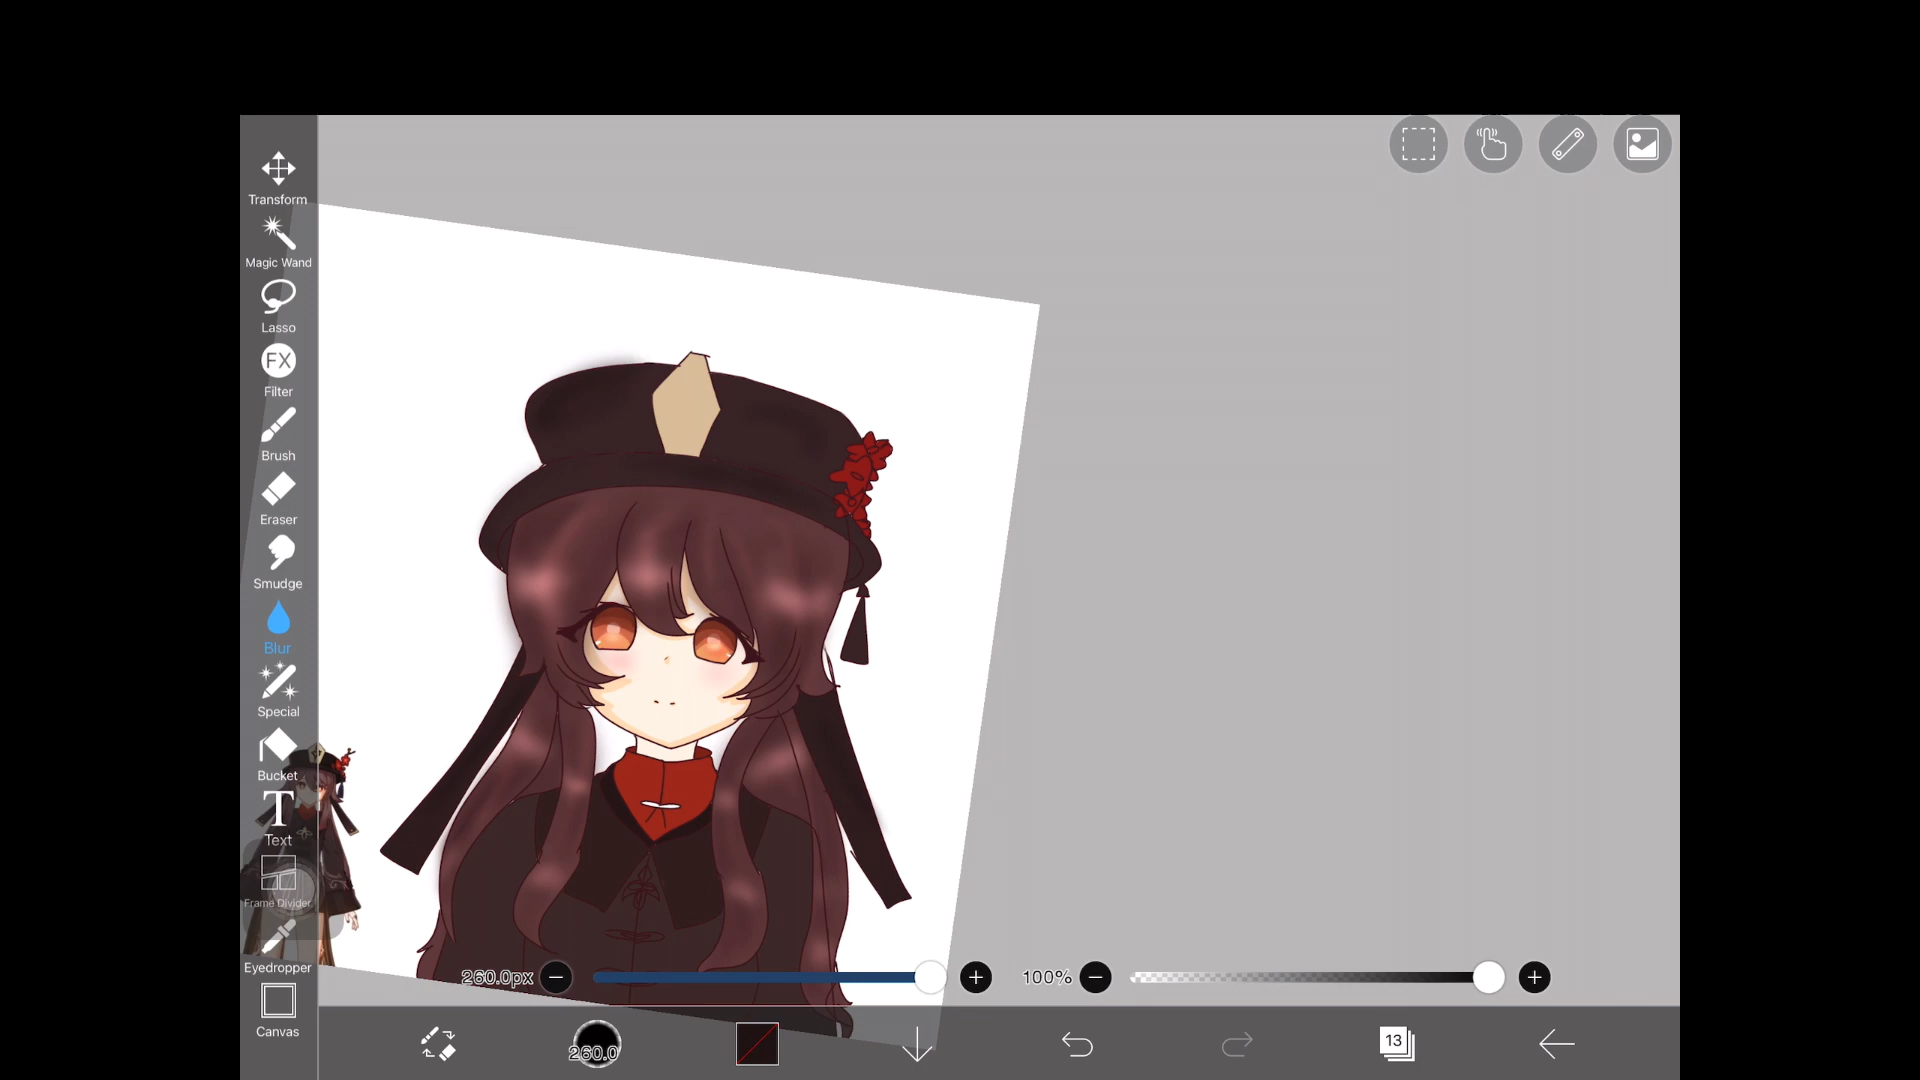 Transform
Magic Wand
Lasso
FX
Filter
Brush
Eraser
Smudge
Blur
Special
Bucket
T
Text
Frame Divider
Eyedropper
Canvas
260.0px
100%
260.0
13